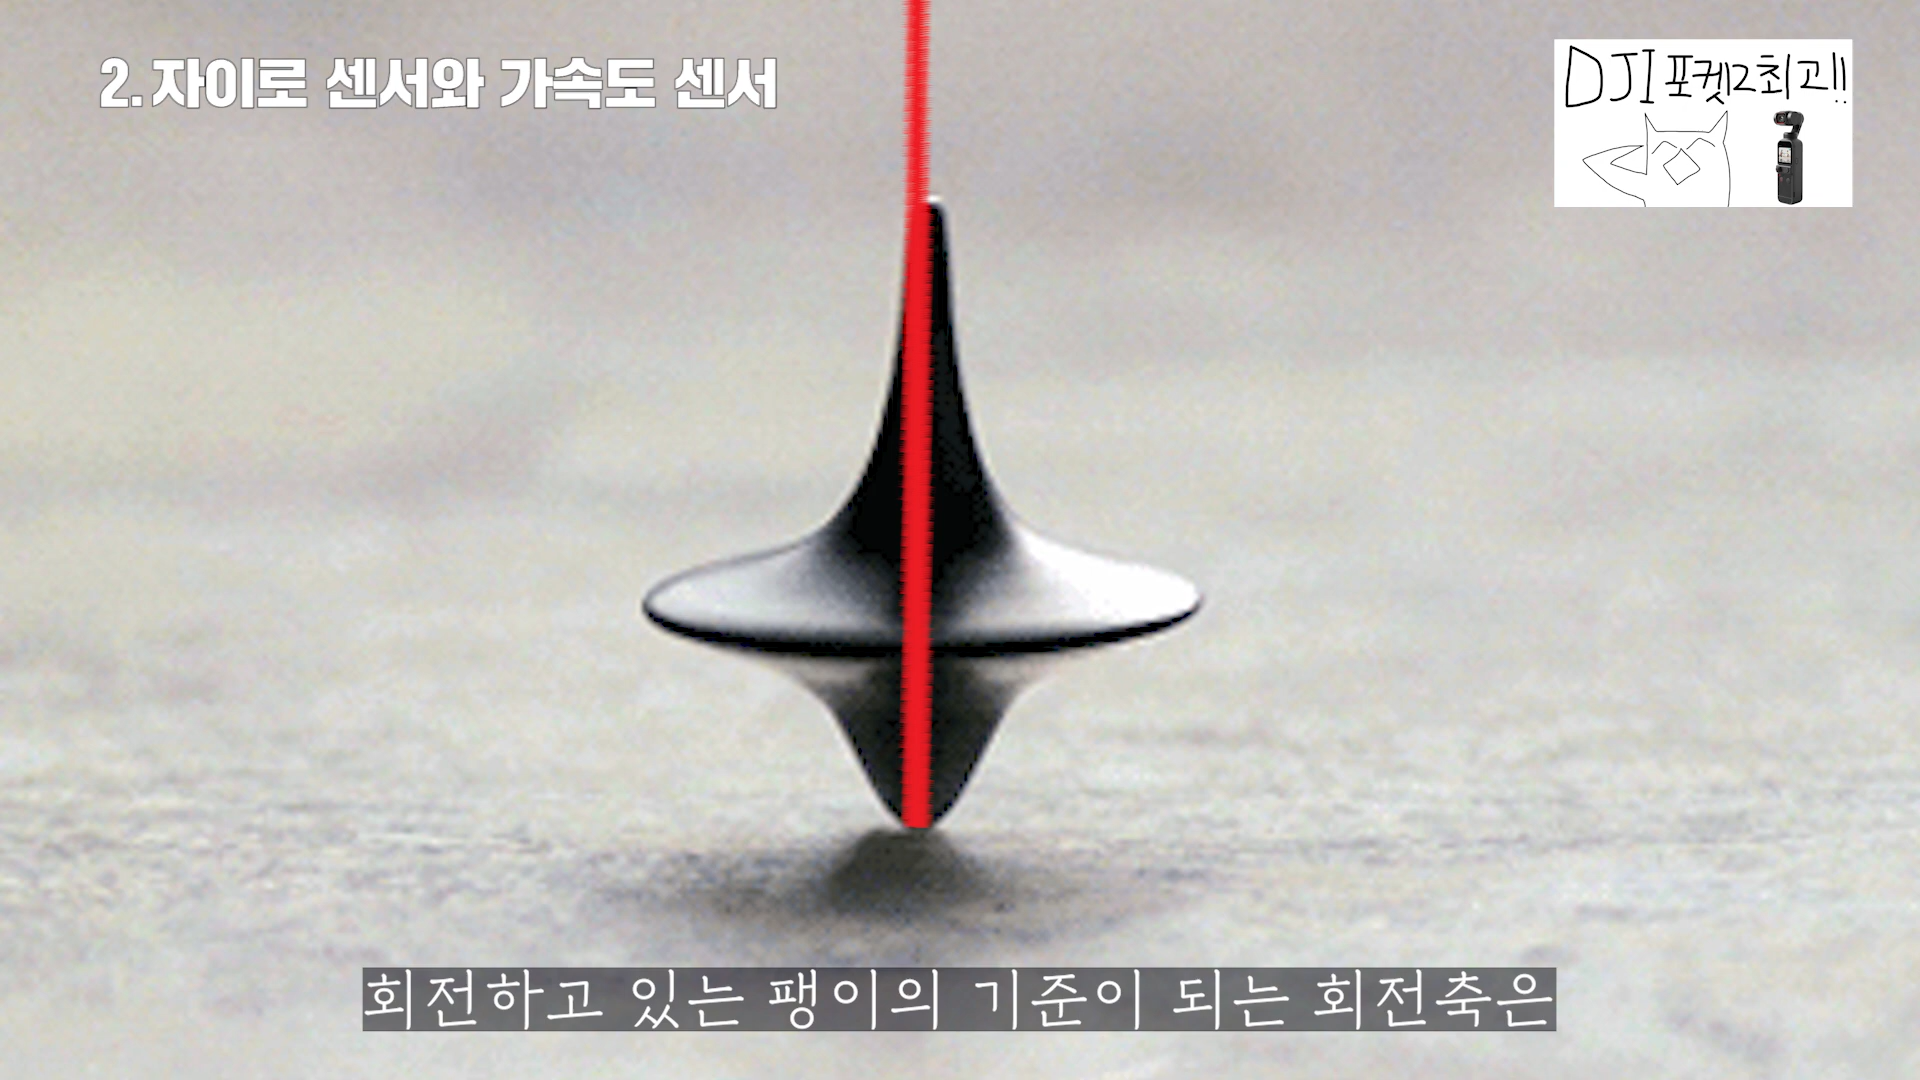 2. 자이로 센서와 가속도 센서
DJI 포켓2 최고!!
회전하고 있는 팽이의 기준이 되는 회전축은